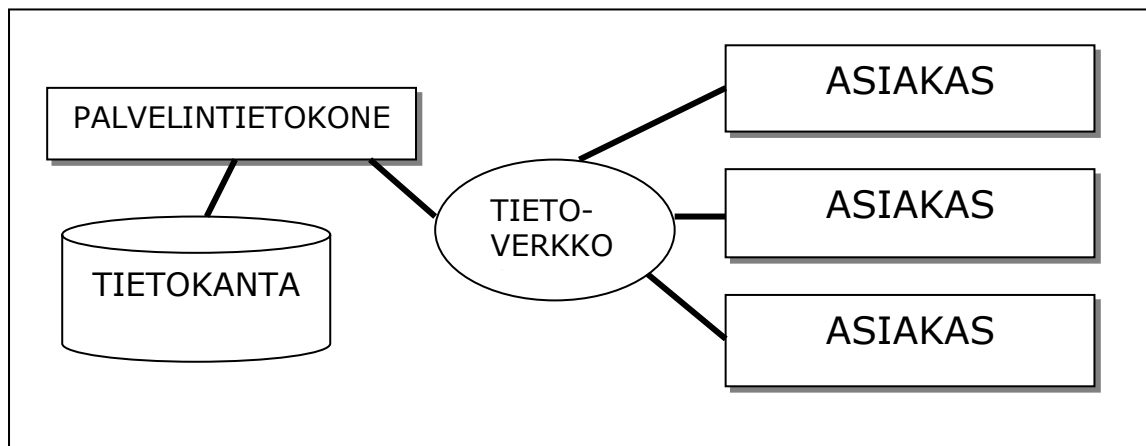 PALVELINTIETOKONE
TIETOKANTA
TIETO-
VERKKO
ASIAKAS
ASIAKAS
ASIAKAS